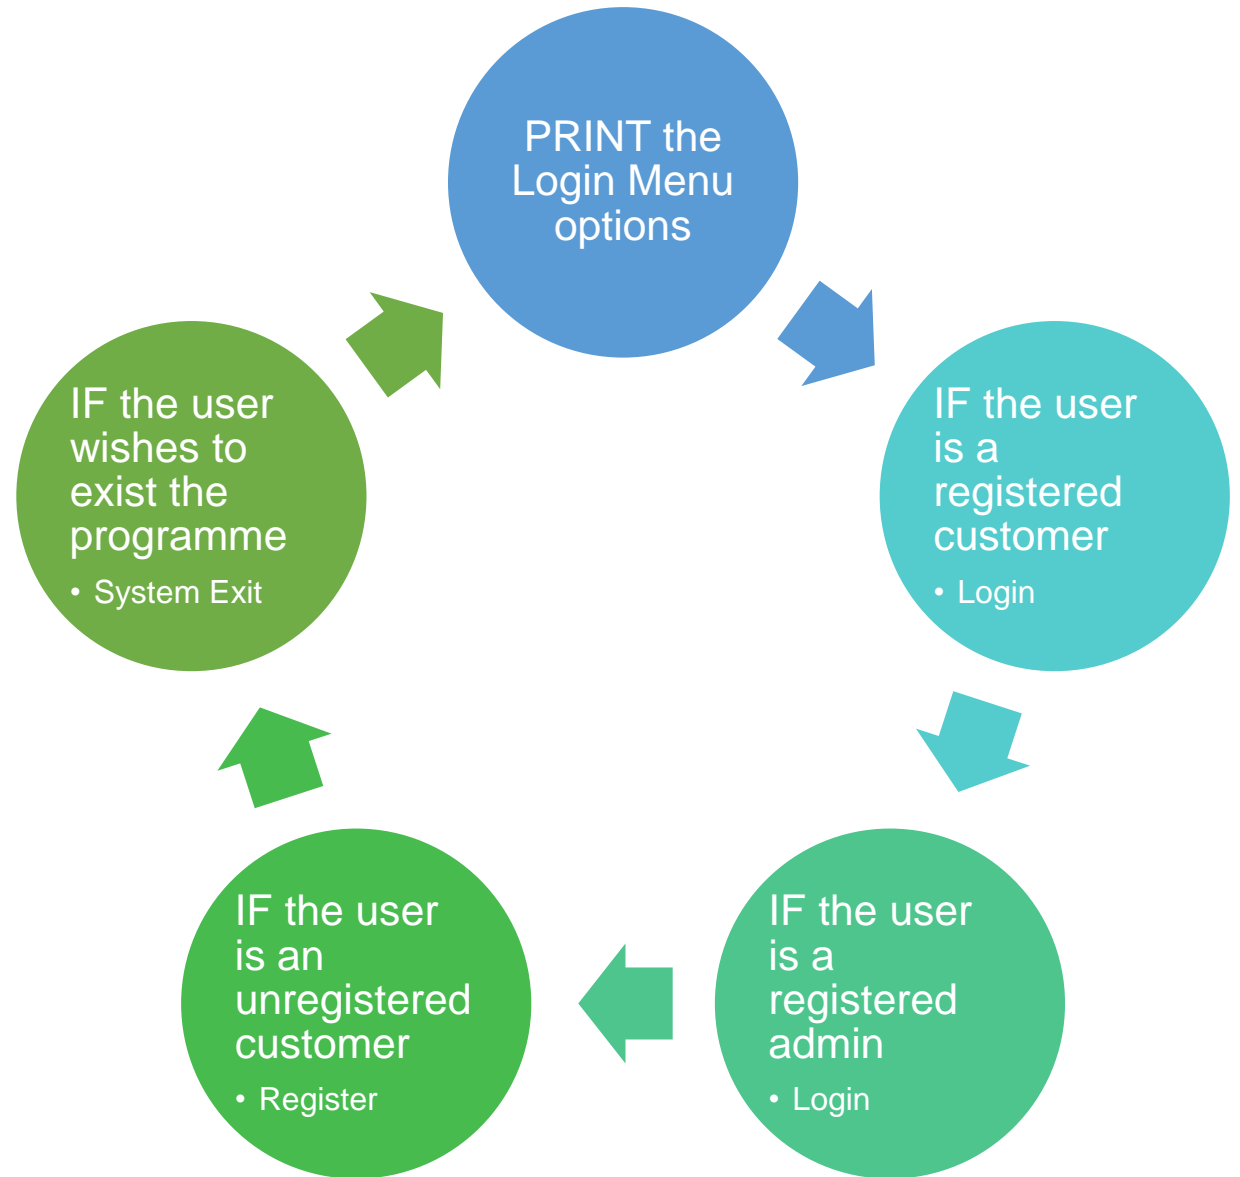 PRINT the
Login Menu
options
IF the user
is a
registered
customer
• Login
IF the user
is a
registered
admin
• Login
IF the user
is an
unregistered
customer
• Register
IF the user
wishes to
exist the
programme
• System Exit